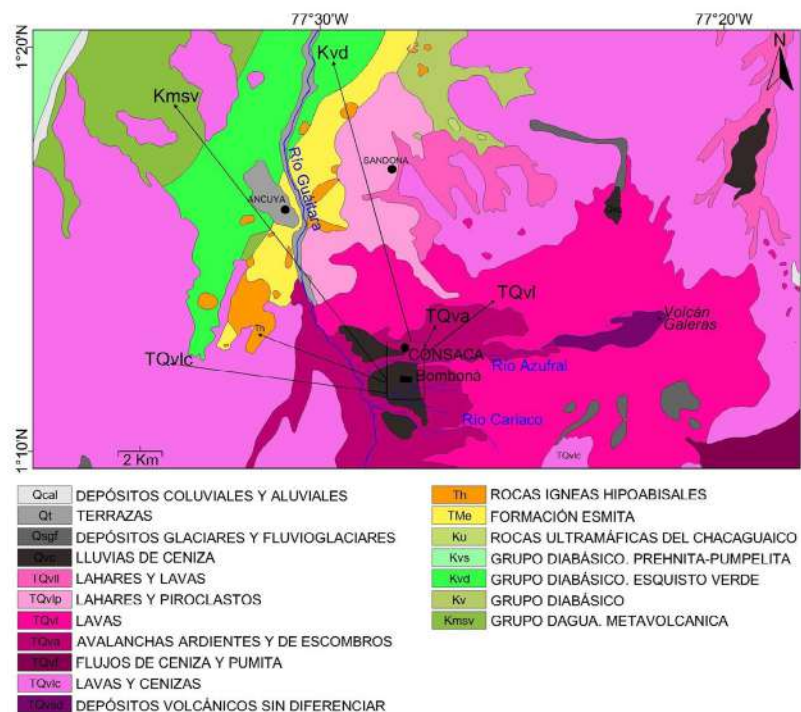 77°30'W
77°20'W
1°20'N
N
Kvd
Kmsv
Río Guáitara
SANDONA
ANCUYA
TQvl
TQva
Volcán
Galeras
Th
CONSACA
TQvlc
Río Azufral
Bombona
Río Cariaco
1°10'N
2 Km
TQvlc
Qcal DEPÓSITOS COLUVIALES Y ALUVIALES
Qt TERRAZAS
Qsgf DEPÓSITOS GLACIARES Y FLUVIOGLACIARES
Qvc LLUVIAS DE CENIZA
TQvll LAHARES Y LAVAS
TQvlp LAHARES Y PIROCLASTOS
TQvl LAVAS
TQva AVALANCHAS ARDIENTES Y DE ESCOMBROS
FLUJOS DE CENIZA Y PUMITA
TQvlc LAVAS Y CENIZAS
TQvsd DEPÓSITOS VOLCÁNICOS SIN DIFERENCIAR
Th ROCAS IGNEAS HIPOABISALES
TMe FORMACIÓN ESMITA
Ku ROCAS ULTRAMÁFICAS DEL CHACAGUAICO
Kvs GRUPO DIABÁSICO. PREHNITA-PUMPELITA
Kvd GRUPO DIABÁSICO. ESQUISTO VERDE
Kv GRUPO DIABÁSICO
Kmsv GRUPO DAGUA. METAVOLCANICA